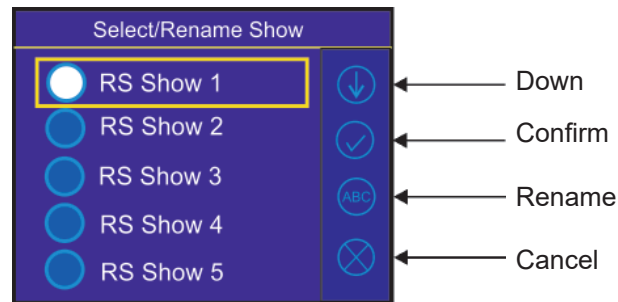 Select/Rename Show
RS Show 1
Down
RS Show 2
Confirm
RS Show 3
ABC
Rename
RS Show 4
RS Show 5
Cancel